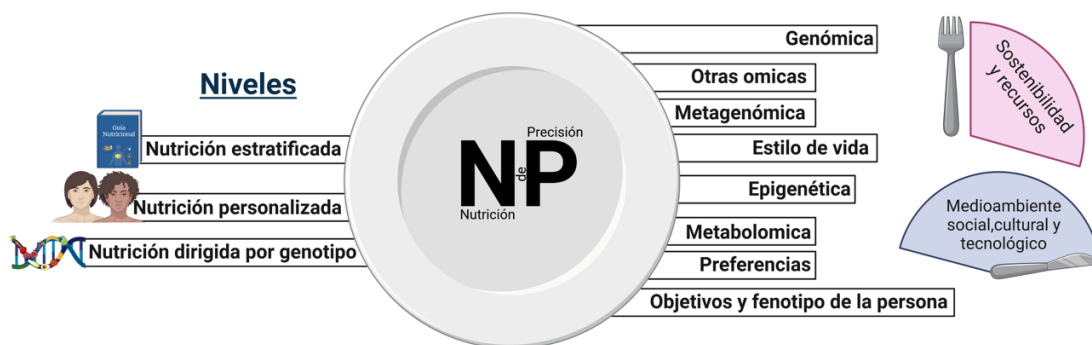 Niveles
Guía
Nutricional
Nutrición estratificada
Nutrición personalizada
Nutrición dirigida por genotipo
Precisión
NdeP
Nutrición
Genómica
Otras omicas
Metagenómica
Estilo de vida
Epigenética
Metabolomica
Preferencias
Objetivos y fenotipo de la persona
Sostenibilidad
y recursos
Medioambiente
social,cultural y
tecnológico